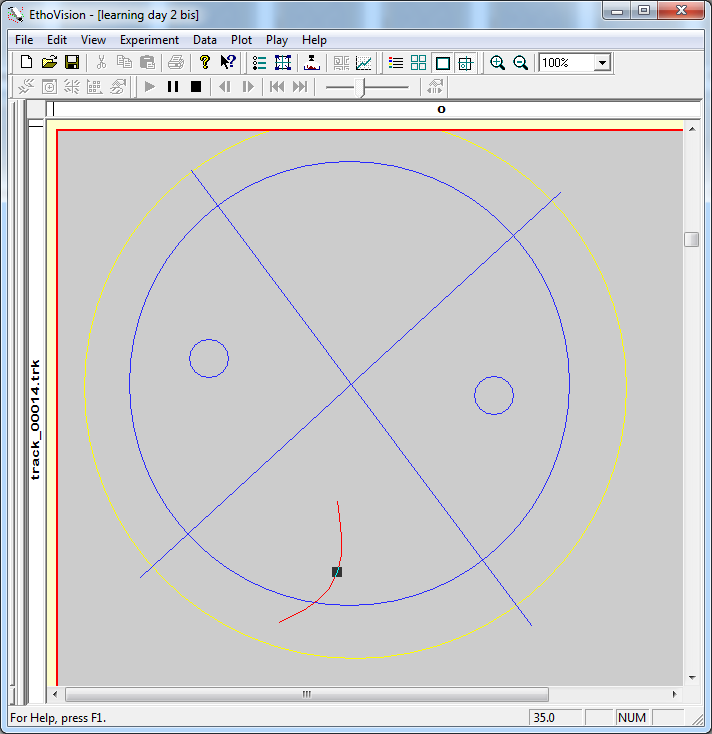 EthoVision - [learning day 2 bis]
File Edit View Experiment Data Plot Play Help
100%
0
track_00014.trk
For Help, press F1.
35.0
NUM